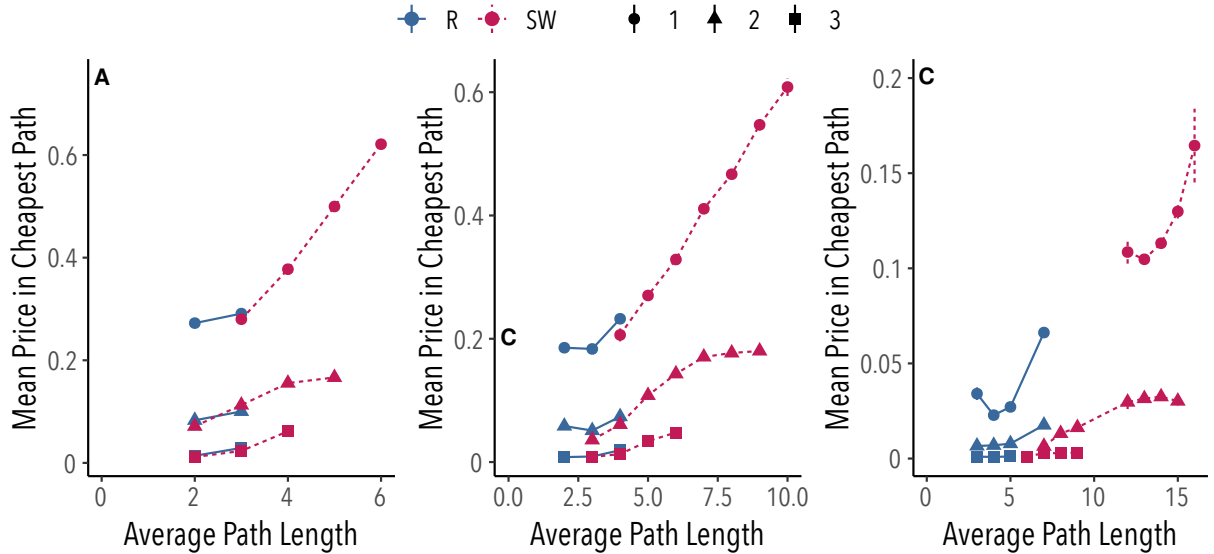 R SW 1 2 3
A
Mean Price in Cheapest Path
0.6
0.4
0.2
0
0 2 4 6
Average Path Length
C
Mean Price in Cheapest Path
0.6
0.4
0.2
0
0.0 2.5 5.0 7.5 10.0
Average Path Length
C
Mean Price in Cheapest Path
0.2
0.15
0.1
0.05
0
0 5 10 15
Average Path Length